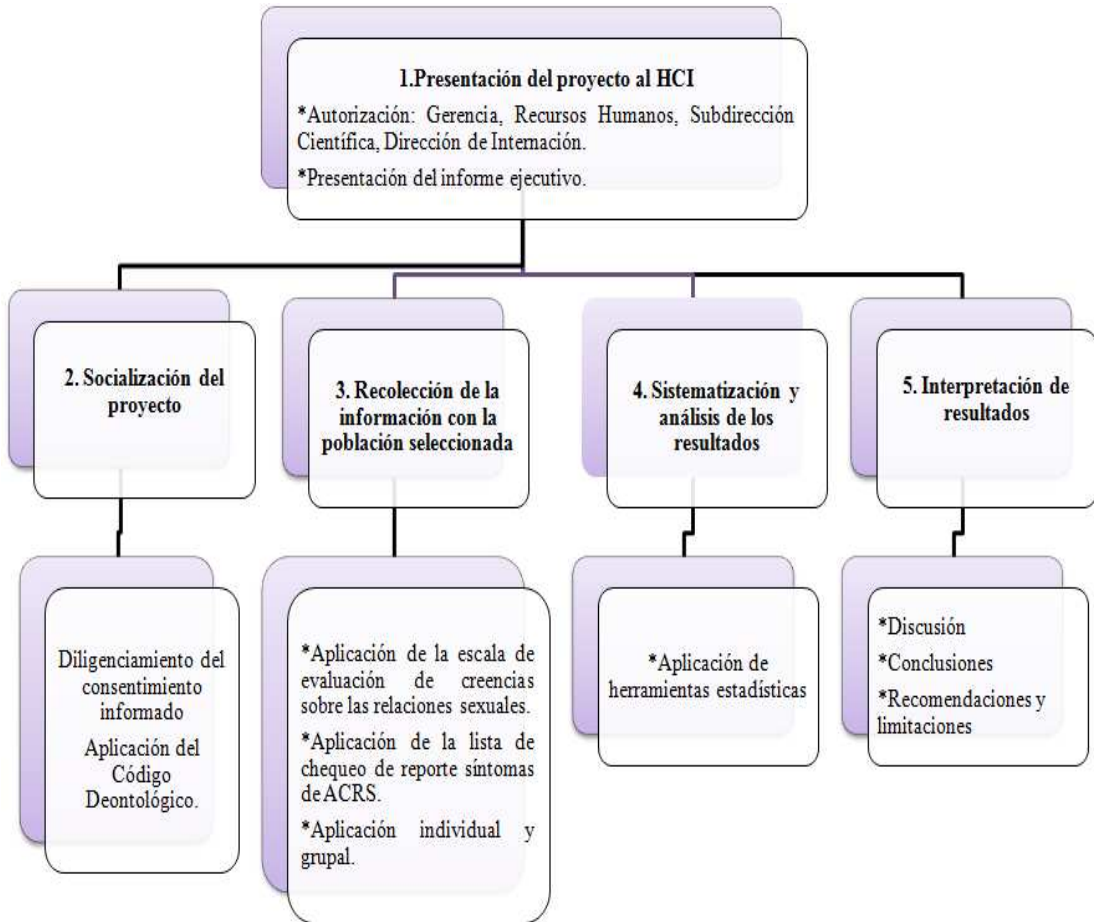 1.Presentación del proyecto al HCI
*Autorización: Gerencia, Recursos Humanos, Subdirección
Científica, Dirección de Internación.
*Presentación del informe ejecutivo.
2. Socialización del
proyecto
3. Recolección de la
información con la
población seleccionada
4. Sistematización y
análisis de los
resultados
5. Interpretación de
resultados
Diligenciamiento del
consentimiento
informado
Aplicación del
Código
Deontológico.
*Aplicación de la escala de
evaluación de creencias
sobre las relaciones sexuales.
*Aplicación de la lista de
chequeo de reporte síntomas
de ACRS.
*Aplicación individual y
grupal.
*Aplicación de
herramientas estadísticas
*Discusión
*Conclusiones
*Recomendaciones y
limitaciones